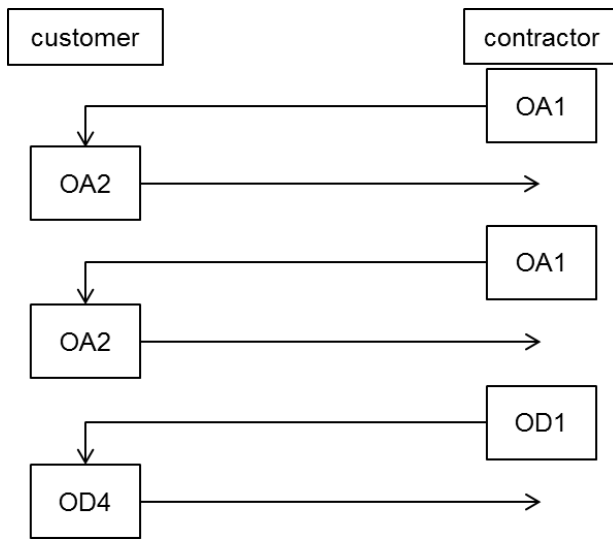 customer
contractor
OA1
OA2
OA1
OA2
OD1
OD4